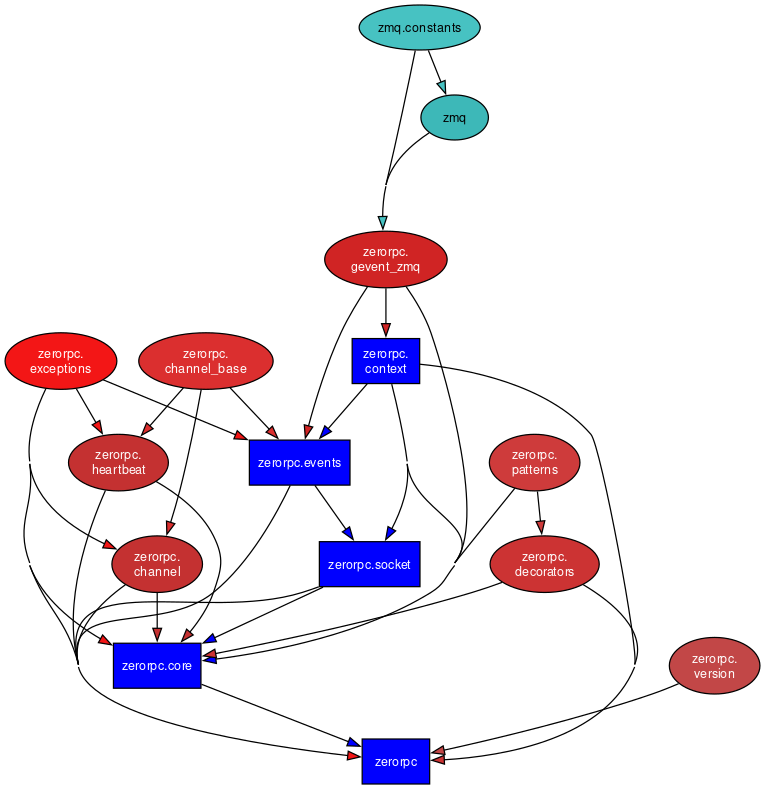 zmq.constants
zmq
zerorpc.
gevent_zmq
zerorpc.
exceptions
zerorpc.
channel_base
zerorpc.
context
zerorpc.
heartbeat
zerorpc.events
zerorpc.
patterns
zerorpc.
channel
zerorpc.socket
zerorpc.
decorators
zerorpc.core
zerorpc.
version
zerorpc